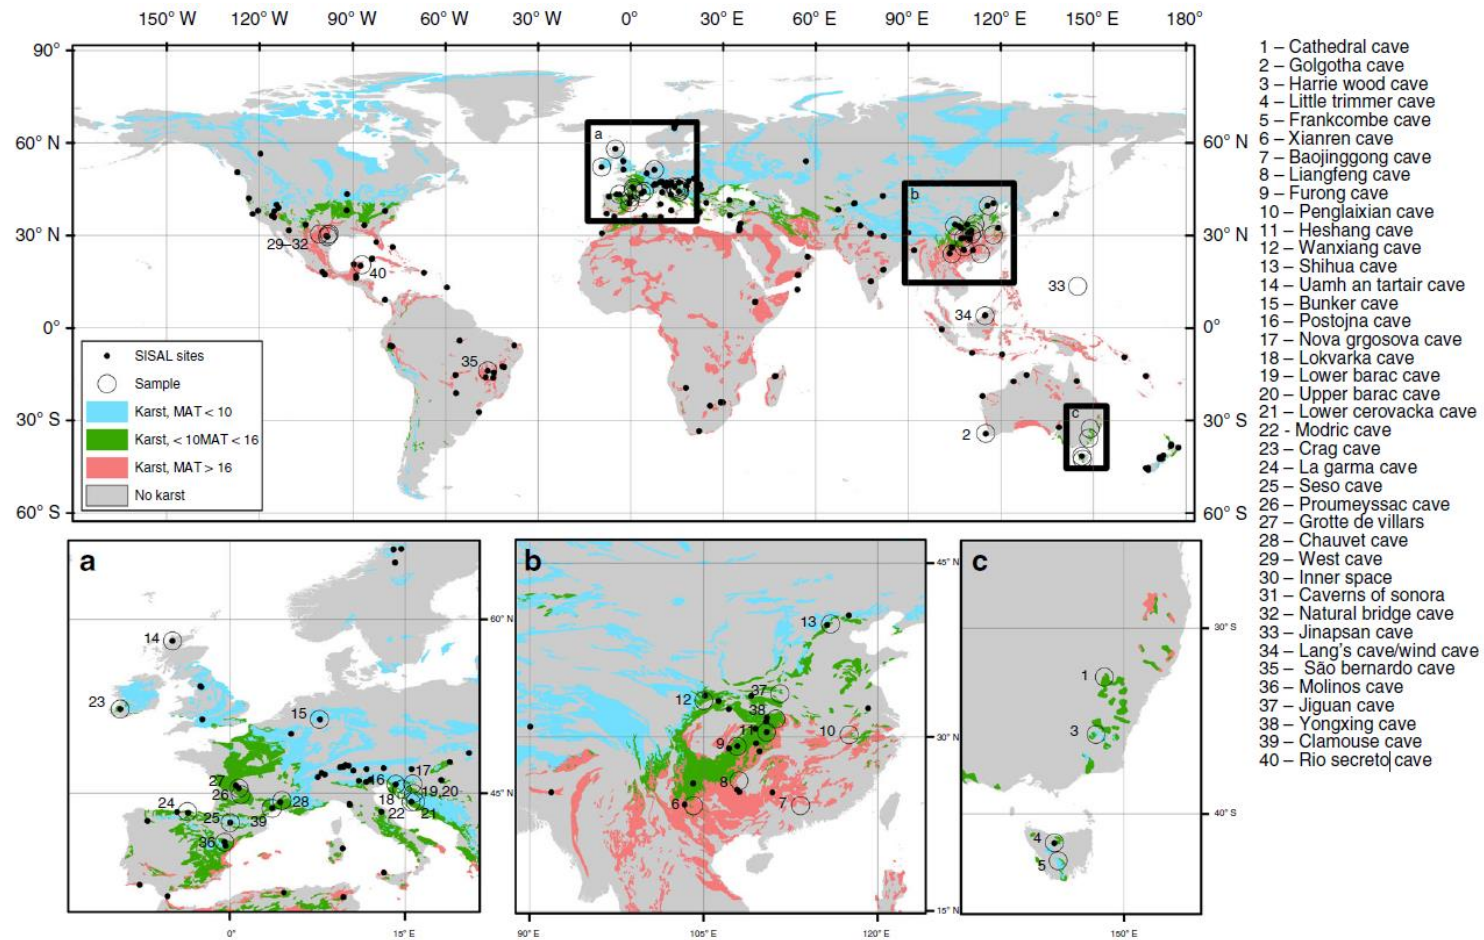 150° W 120° W 90° W 60° W 30° W 0° 30° E 60° E 90° E 120° E 150° E 180°
90°
60° N
30° N
0°
30° S
60° S
60° N
30° N
0°
30° S
60° S
a
b
c
29–32
40
35
33
34
2
SISAL sites
Sample
Karst, MAT < 10
Karst, < 10MAT < 16
Karst, MAT > 16
No karst
1 – Cathedral cave
2 – Golgotha cave
3 – Harrie wood cave
4 – Little trimmer cave
5 – Frankcombe cave
6 – Xianren cave
7 – Baojinggong cave
8 – Liangfeng cave
9 – Furong cave
10 – Penglaixian cave
11 – Heshang cave
12 – Wanxiang cave
13 – Shihua cave
14 – Uamh an tartair cave
15 – Bunker cave
16 – Postojna cave
17 – Nova grgosova cave
18 – Lokvarka cave
19 – Lower barac cave
20 – Upper barac cave
21 – Lower cerovacka cave
22 - Modric cave
23 – Crag cave
24 – La garma cave
25 – Seso cave
26 – Proumeyssac cave
27 – Grotte de villars
28 – Chauvet cave
29 – West cave
30 – Inner space
31 – Caverns of sonora
32 – Natural bridge cave
33 – Jinapsan cave
34 – Lang's cave/wind cave
35 – São bernardo cave
36 – Molinos cave
37 – Jiguan cave
38 – Yongxing cave
39 – Clamouse cave
40 – Rio secreto cave
a
14
23
15
27
26
24
25
39
28
36
16
17
18
19,20
22
21
60° N
45° N
0° 15° E
b
13
12
37
38
11
10
9
8
6
7
45° N
30° N
15° N
90° E 105° E 120° E
c
1
3
4
5
30° S
40° S
150° E